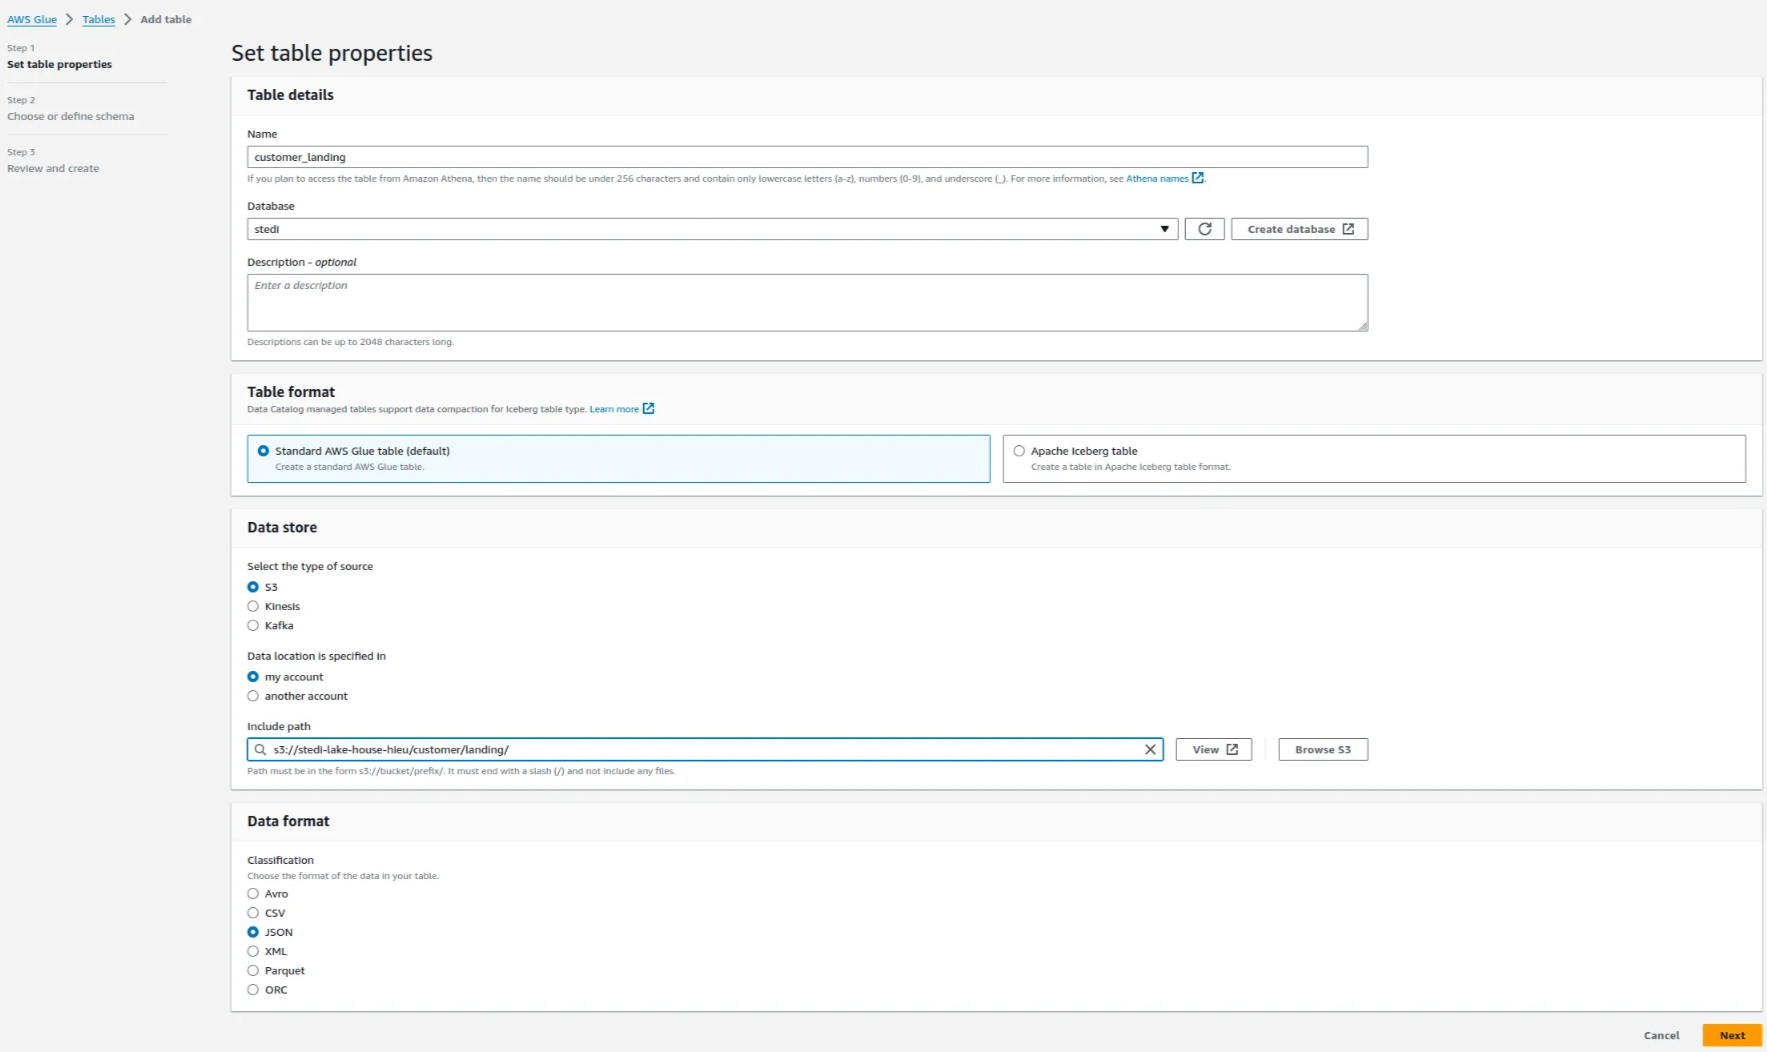 AWS Glue > Tables > Add table
Step 1
Set table properties
Step 2
Choose or define schema
Step 3
Review and create
Set table properties
Table details
Name
customer_landing
If you plan to access the table from Amazon Athena, then the name should be under 256 characters and contain only lowercase letters (a-z), numbers (0-9), and underscore (_). For more information, see Athena names.
Database
stedi
Create database
Description - optional
Enter a description
Descriptions can be up to 2048 characters long.
Table format
Data Catalog managed tables support data compaction for Iceberg table type. Learn more
Standard AWS Glue table (default)
Create a standard AWS Glue table.
Apache Iceberg table
Create a table in Apache Iceberg table format.
Data store
Select the type of source
S3
Kinesis
Kafka
Data location is specified in
my account
another account
Include path
s3://stedi-lake-house-hieu/customer/landing/
View
Browse S3
Path must be in the form s3://bucket/prefix/. It must end with a slash (/) and not include any files.
Data format
Classification
Choose the format of the data in your table.
Avro
CSV
JSON
XML
Parquet
ORC
Cancel
Next